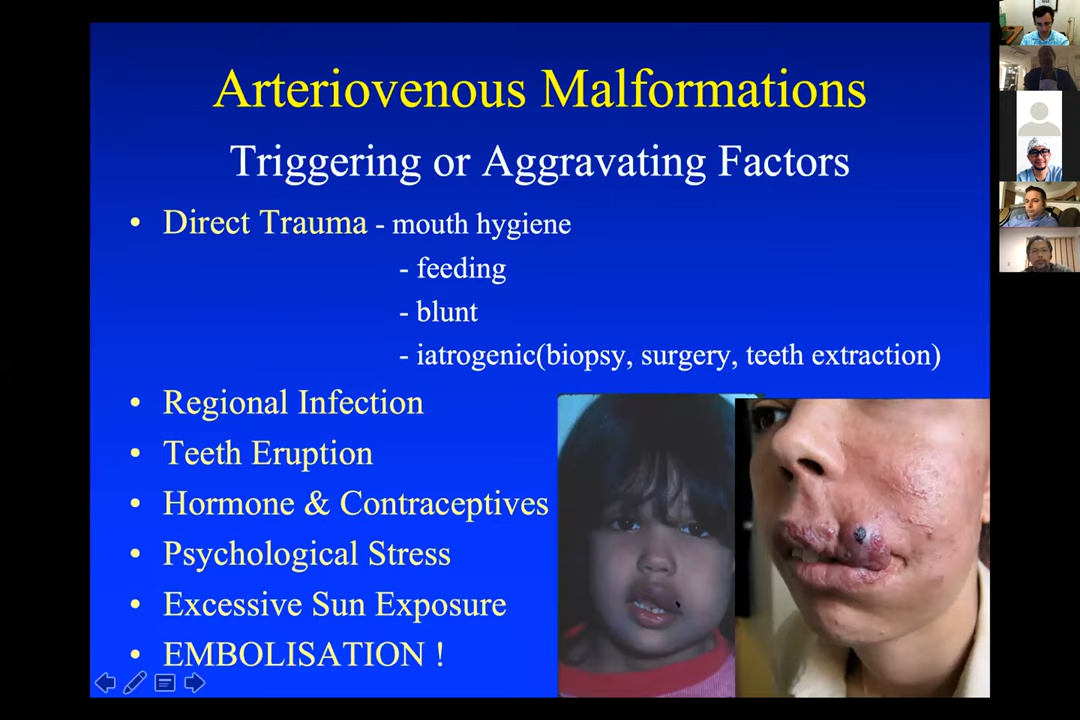 Arteriovenous Malformations
Triggering or Aggravating Factors
• Direct Trauma - mouth hygiene
- feeding
- blunt
- iatrogenic(biopsy, surgery, teeth extraction)
• Regional Infection
• Teeth Eruption
• Hormone & Contraceptives
• Psychological Stress
• Excessive Sun Exposure
• EMBOLISATION !